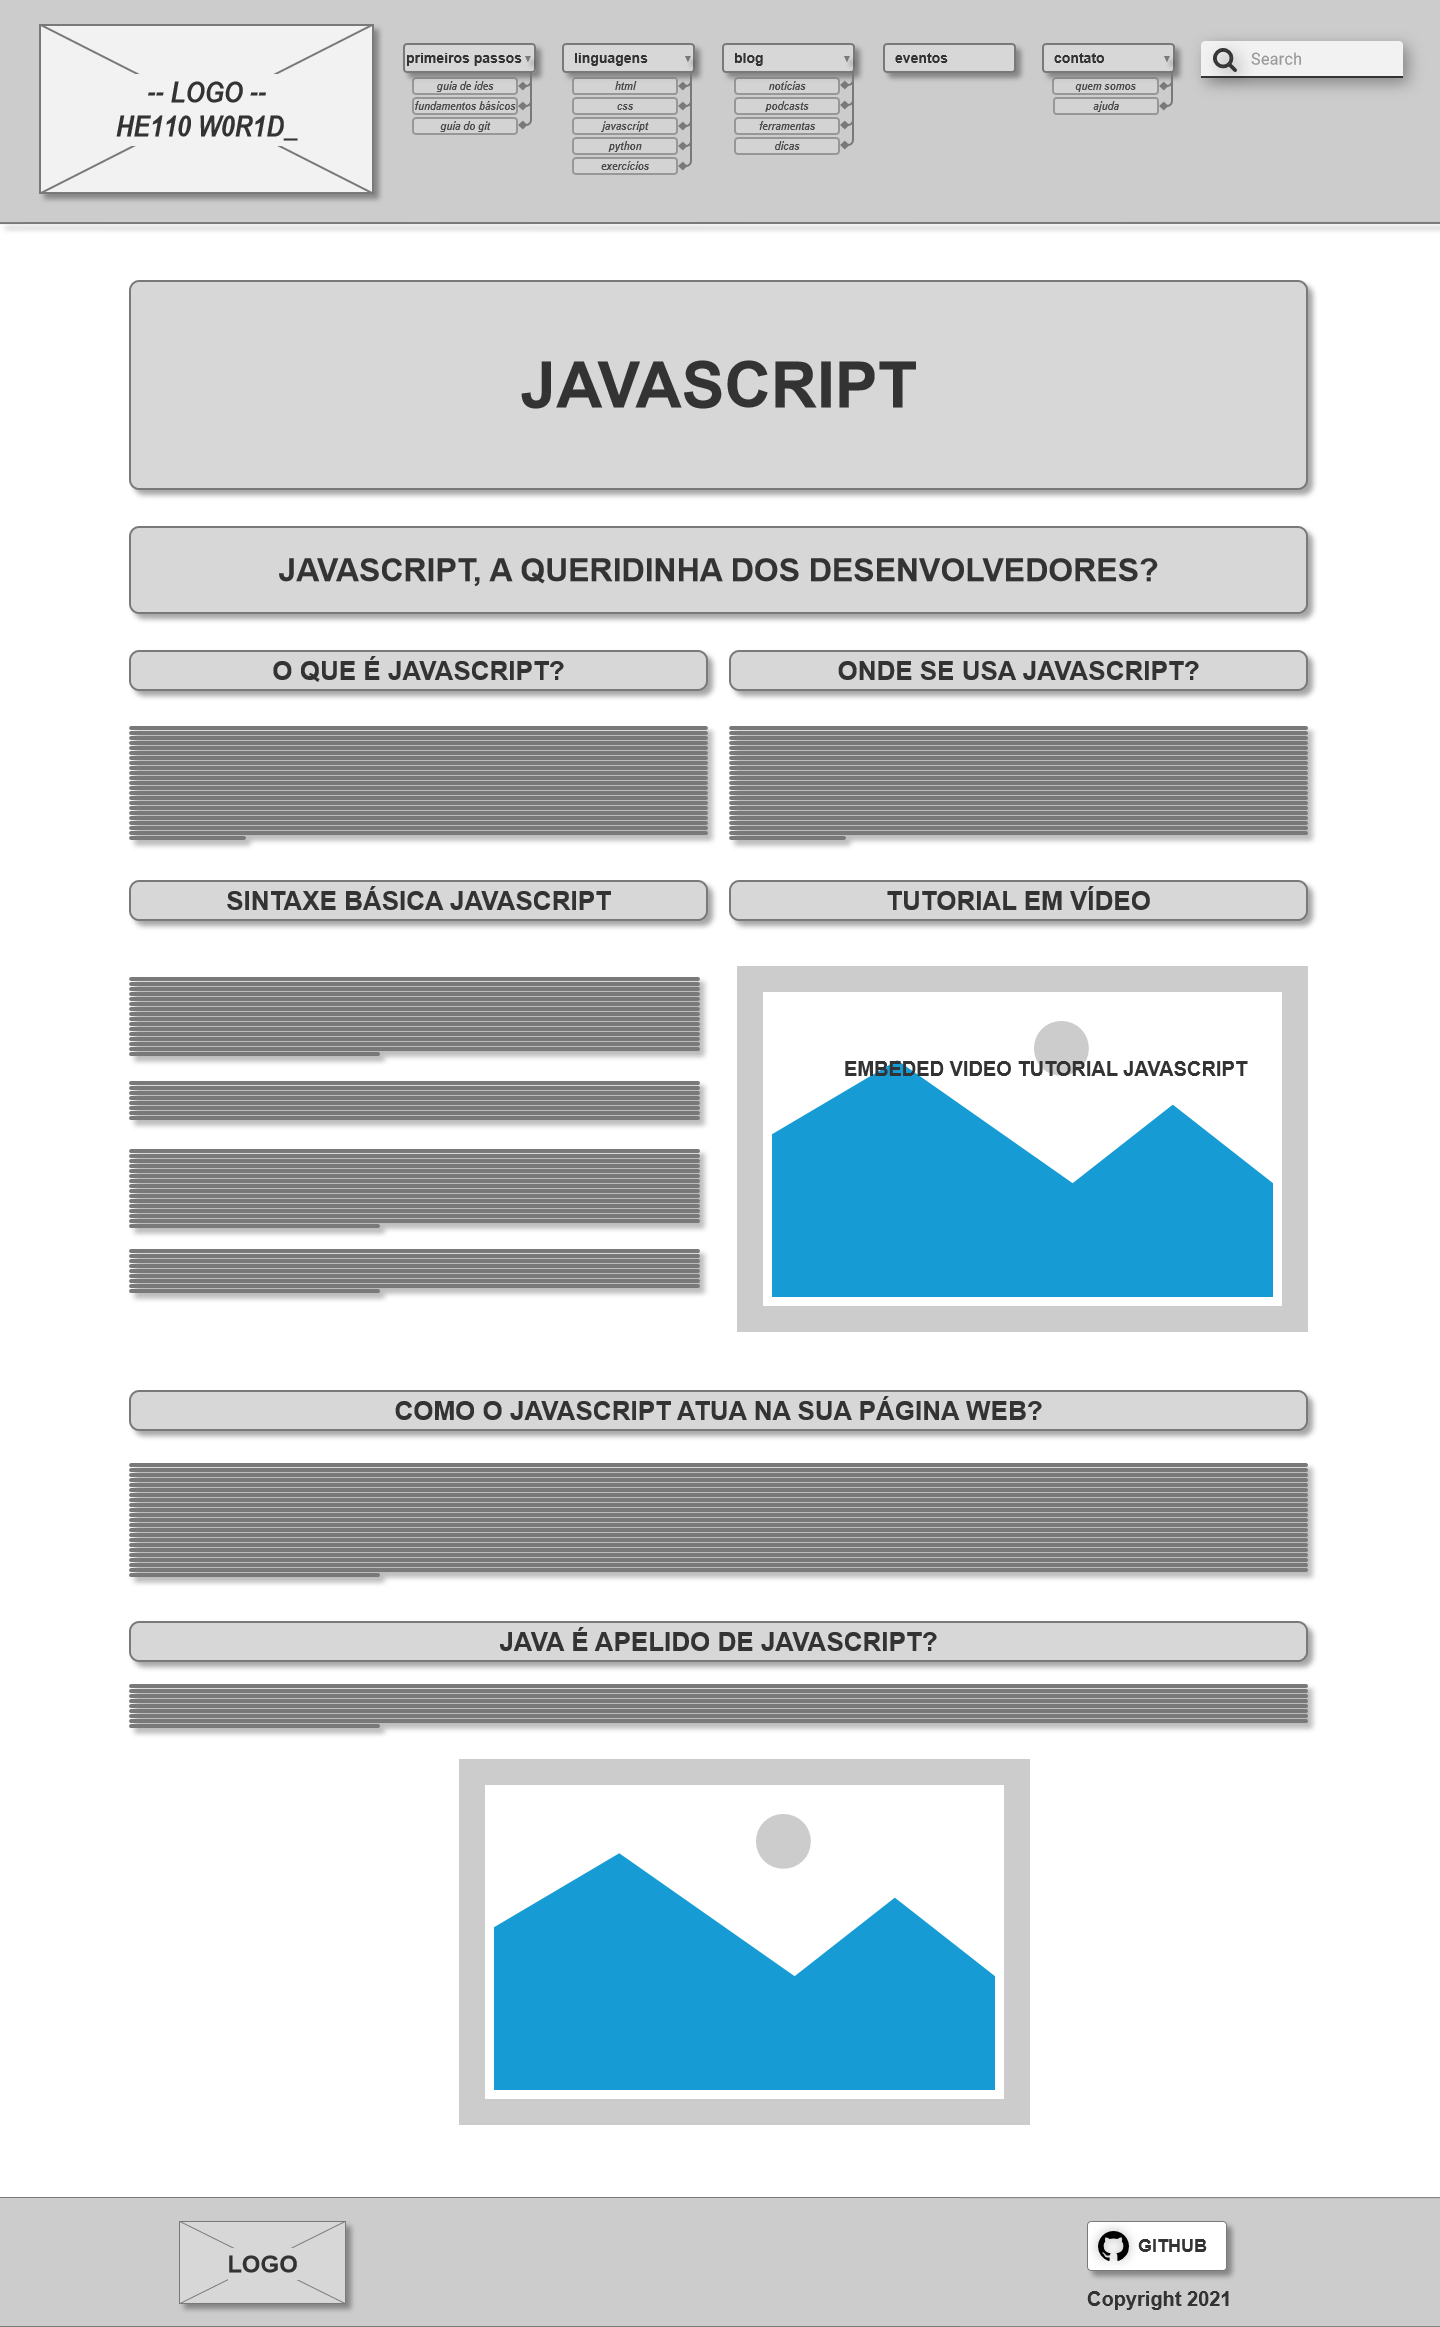 -- LOGO --
HE110 W0R1D_
primeiros passos ▾
guia de ides
fundamentos básicos
guia do git
linguagens ▾
html
css
javascript
python
exercícios
blog ▾
notícias
podcasts
ferramentas
dicas
eventos
contato ▾
quem somos
ajuda
Search
JAVASCRIPT
JAVASCRIPT, A QUERIDINHA DOS DESENVOLVEDORES?
O QUE É JAVASCRIPT?
ONDE SE USA JAVASCRIPT?
SINTAXE BÁSICA JAVASCRIPT
TUTORIAL EM VÍDEO
EMBEDED VIDEO TUTORIAL JAVASCRIPT
COMO O JAVASCRIPT ATUA NA SUA PÁGINA WEB?
JAVA É APELIDO DE JAVASCRIPT?
LOGO
GITHUB
Copyright 2021